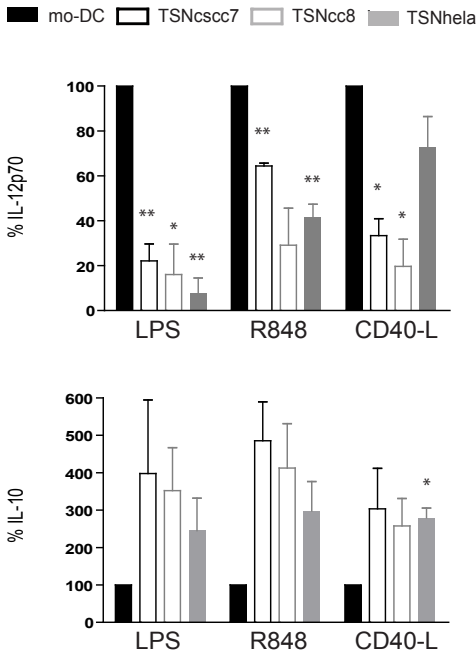 mo-DC TSNcscc7 TSNcc8 TSNhela
% IL-12p70
100
80
60
40
20
0
** * **
** **
* *
LPS R848 CD40-L
% IL-10
600
500
400
300
200
100
0
*
LPS R848 CD40-L